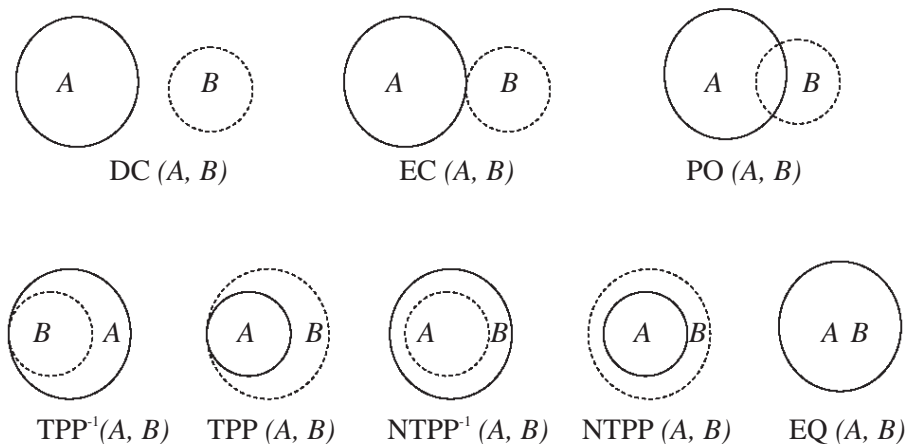 A B A B A B
DC (A, B) EC (A, B) PO (A, B)
B A A B A B A B A B
TPP⁻¹(A, B) TPP (A, B) NTPP⁻¹ (A, B) NTPP (A, B) EQ (A, B)